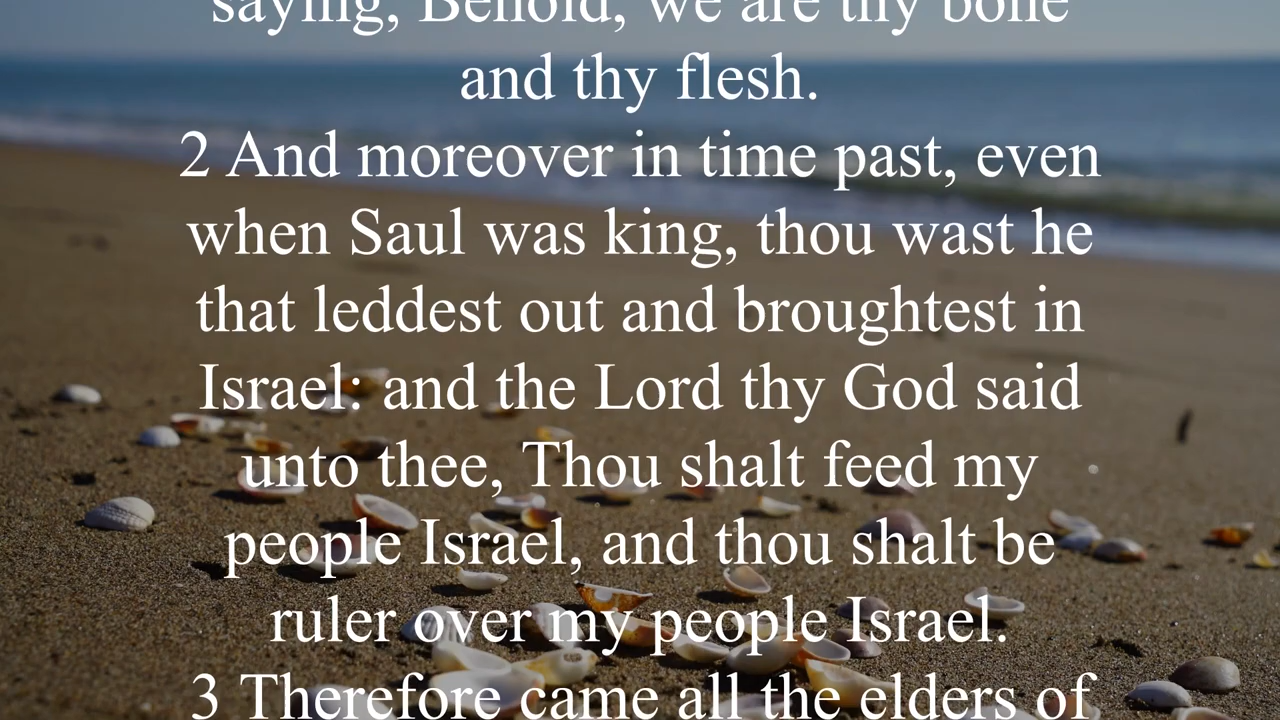 saying, Behold, we are thy bone
and thy flesh.
2 And moreover in time past, even
when Saul was king, thou wast he
that leddest out and broughtest in
Israel: and the Lord thy God said
unto thee, Thou shalt feed my
people Israel, and thou shalt be
ruler over my people Israel.
3 Therefore came all the elders of